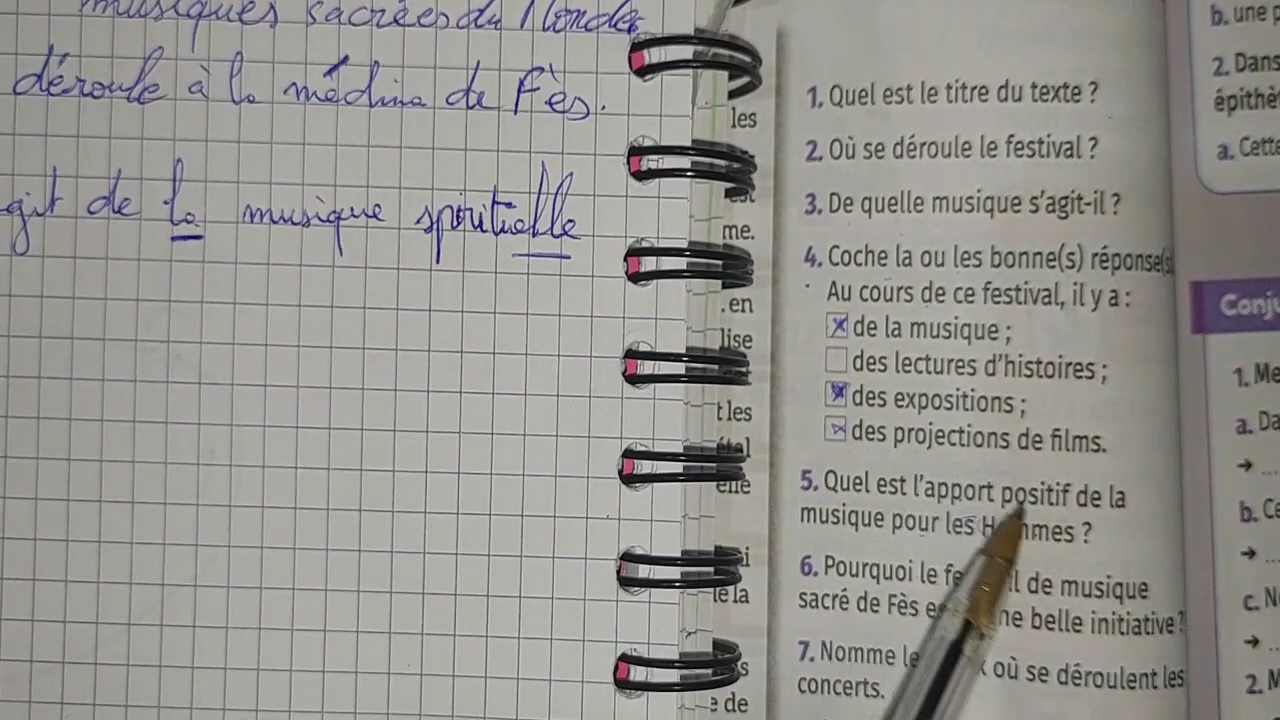 musiques sacrées du Monde
déroule à la médina de Fès.
git de la musique spirituelle
les
est
me.
.en
lise
t les
étal
elle
le la
s
e de
1. Quel est le titre du texte ?
2. Où se déroule le festival ?
3. De quelle musique s'agit-il ?
4. Coche la ou les bonne(s) réponse(s
Au cours de ce festival, il y a :
de la musique ;
des lectures d'histoires ;
des expositions ;
des projections de films.
5. Quel est l'apport positif de la
musique pour les Hommes ?
6. Pourquoi le de musique
sacré de Fès une belle initiative ?
7. Nomme où se déroulent les
concerts.
b. une p
2. Dans
épithè
a. Cette
Conju
1. Me
a. Da
→ ...
b. Ce
→ ...
c. N
→ ...
2. M